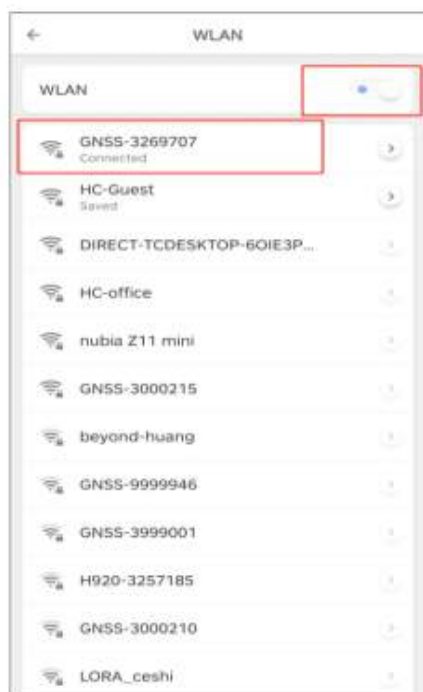 WLAN
WLAN
GNSS-3269707
Connected
HC-Guest
Saved
DIRECT-TCDESKTOP-6OIE3P...
HC-office
nubia Z11 mini
GNSS-3000215
beyond-huang
GNSS-9999946
GNSS-3999001
H920-3257185
GNSS-3000210
LORA_ceshi